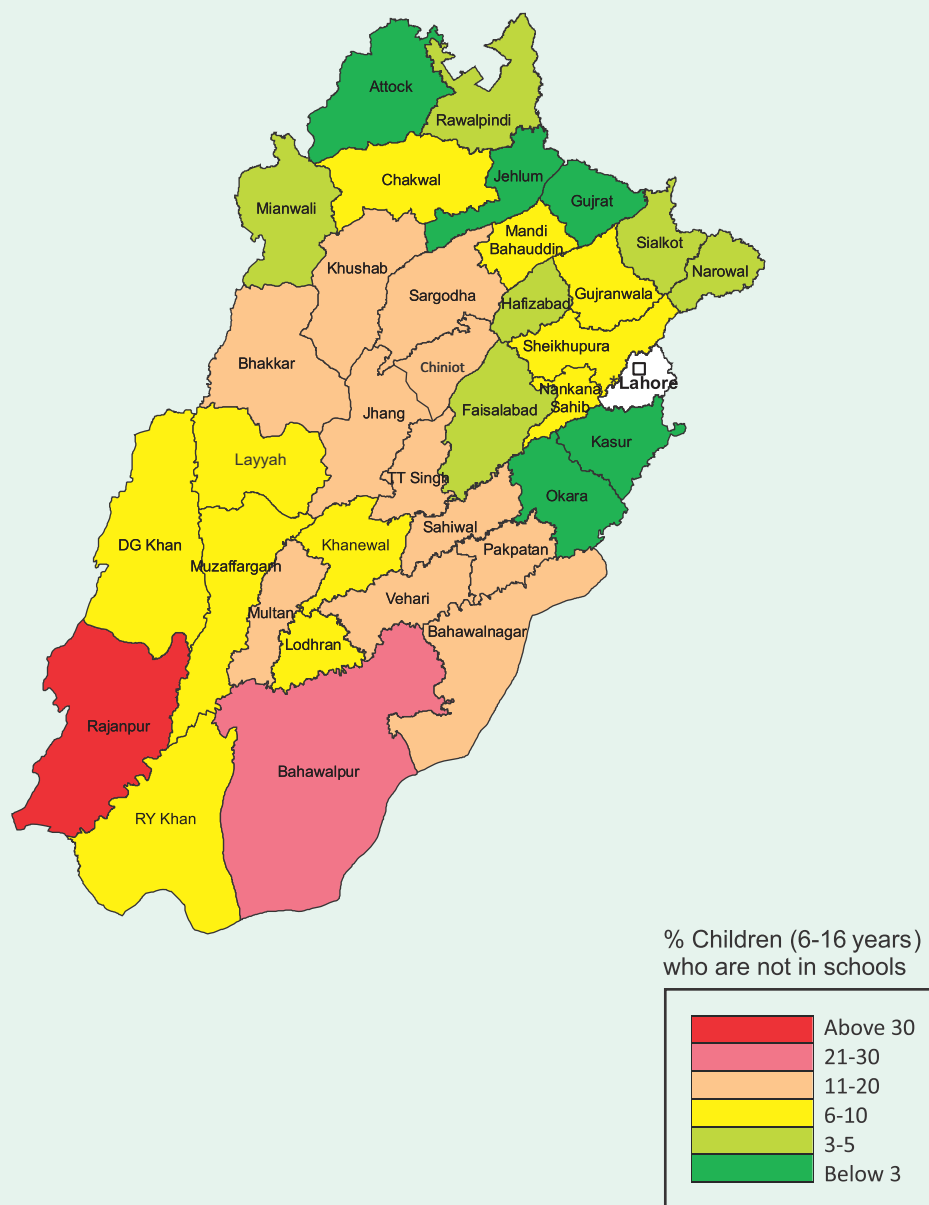 Attock
Rawalpindi
Chakwal
Jehlum
Mianwali
Gujrat
Mandi
Bahauddin
Sialkot
Khushab
Narowal
Sargodha
Gujranwala
Hafizabad
Sheikhupura
Bhakkar
Chiniot
*Lahore
Nankana
Sahib
Jhang
Faisalabad
Kasur
Layyah
TT Singh
Okara
Sahiwal
DG Khan
Khanewal
Pakpatan
Muzaffargarh
Vehari
Multan
Bahawalnagar
Lodhran
Rajanpur
Bahawalpur
RY Khan
% Children (6-16 years)
who are not in schools
Above 30
21-30
11-20
6-10
3-5
Below 3